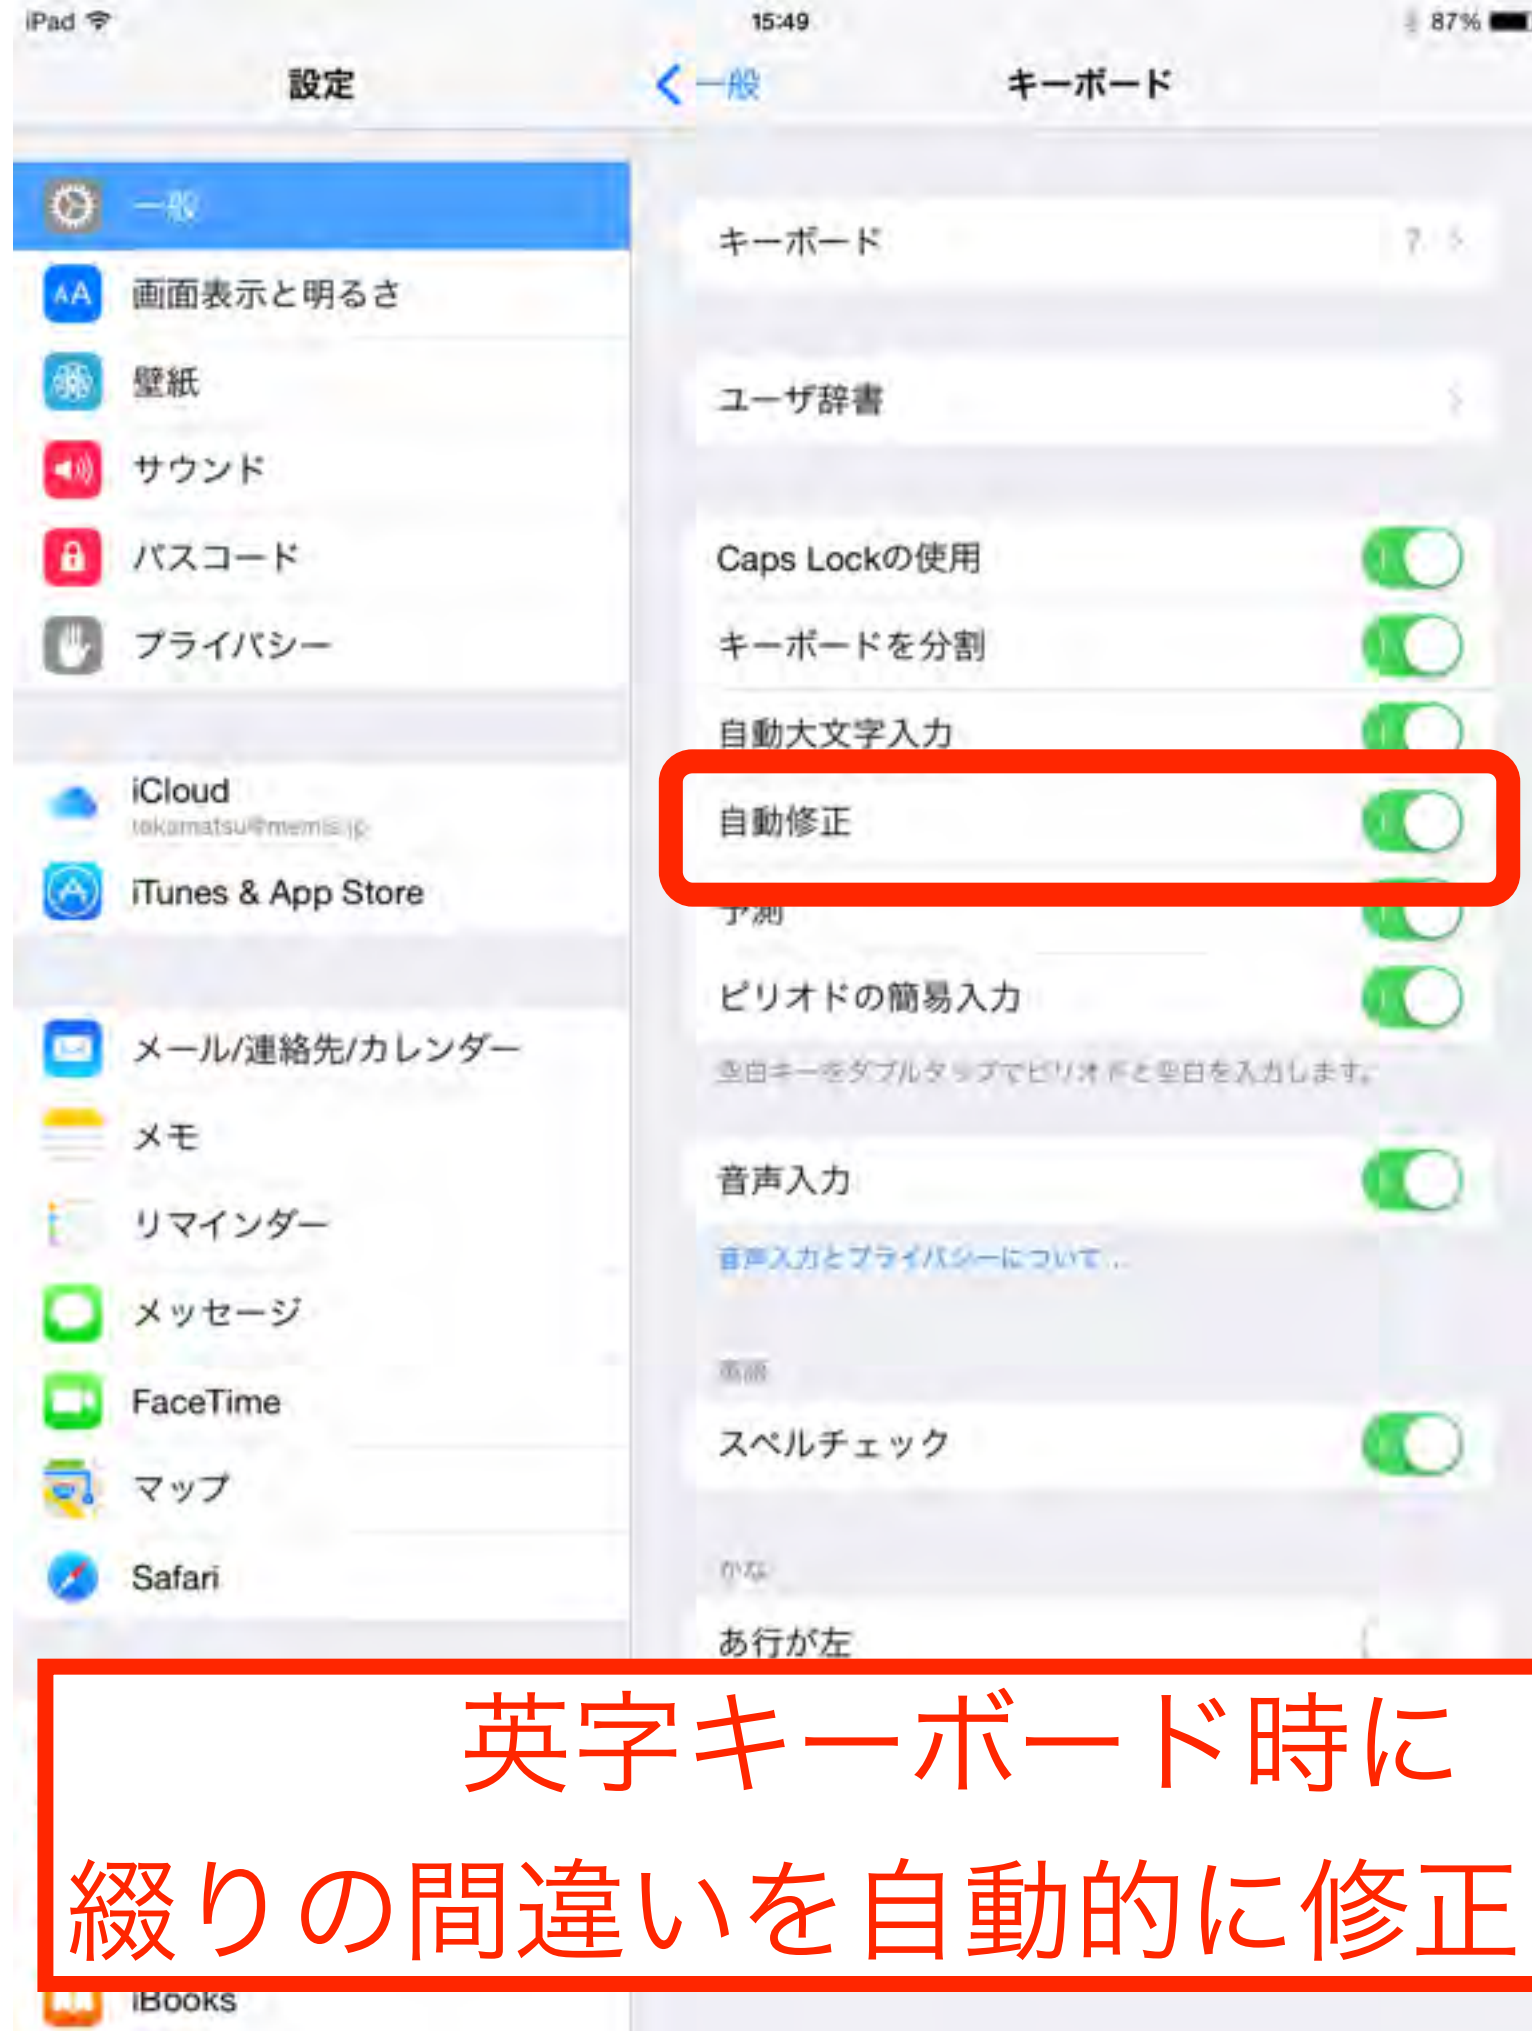 iPad
15:49
87%
設定
一般
キーボード
一般
画面表示と明るさ
壁紙
サウンド
パスコード
プライバシー
iCloud
iTunes & App Store
メール/連絡先/カレンダー
メモ
リマインダー
メッセージ
FaceTime
マップ
Safari
iBooks
キーボード
7
ユーザ辞書
Caps Lockの使用
キーボードを分割
自動大文字入力
自動修正
予測
ピリオドの簡易入力
空白キーをダブルタップでピリオドと空白を入力します。
音声入力
音声入力とプライバシーについて...
英語
スペルチェック
かな
あ行が左
英字キーボード時に
綴りの間違いを自動的に修正